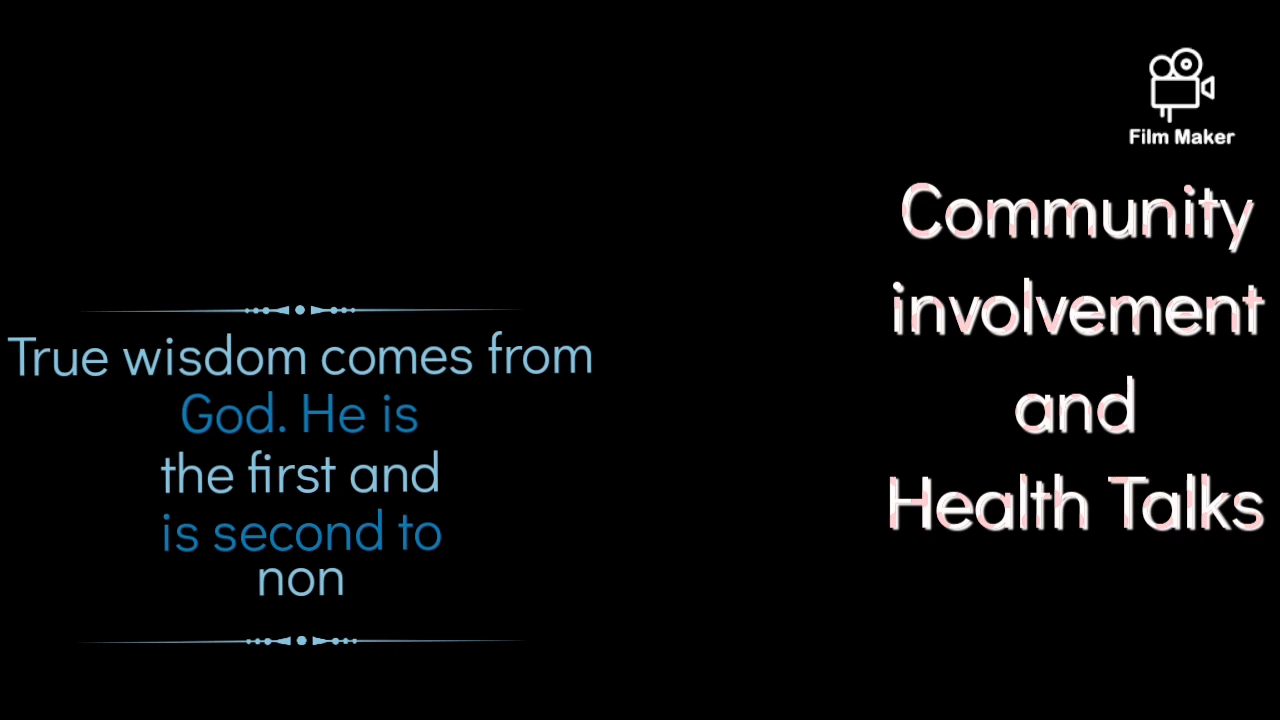 Film Maker
Community
involvement
and
Health Talks
True wisdom comes from
God. He is
the first and
is second to
non